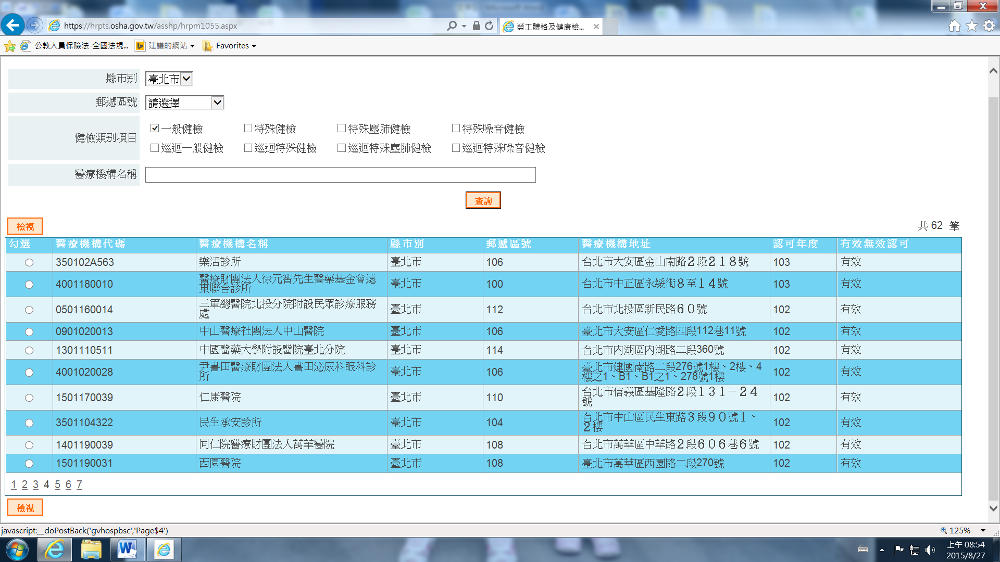 https://hrpts.osha.gov.tw/asshp/hrpm1055.aspx
勞工體格及健康檢...
公教人員保險法-全國法規...
建議的網站
Favorites
縣市別 臺北市
郵遞區號 請選擇
健檢類別項目
一般健檢 特殊健檢 特殊塵肺健檢 特殊噪音健檢
巡迴一般健檢 巡迴特殊健檢 巡迴特殊塵肺健檢 巡迴特殊噪音健檢
醫療機構名稱
查詢
檢視 共 62 筆
勾選 醫療機構代碼 醫療機構名稱 縣市別 郵遞區號 醫療機構地址 認可年度 有效無效認可
350102A563 樂活診所 臺北市 106 台北市大安區金山南路２段２１８號 103 有效
4001180010 醫療財團法人徐元智先生醫藥基金會遠東聯合診所 臺北市 100 台北市中正區永綏街８至１４號 103 有效
0501160014 三軍總醫院北投分院附設民眾診療服務處 臺北市 112 台北市北投區新民路６０號 102 有效
0901020013 中山醫療社團法人中山醫院 臺北市 106 臺北市大安區仁愛路四段112巷11號 102 有效
1301110511 中國醫藥大學附設醫院臺北分院 臺北市 114 台北市內湖區內湖路二段360號 102 有效
4001020028 尹書田醫療財團法人書田泌尿科眼科診所 臺北市 106 臺北市建國南路二段276號1樓、2樓、4樓之1、B1、B1之1、278號1樓 102 有效
1501170039 仁康醫院 臺北市 110 台北市信義區基隆路２段１３１－２４號 102 有效
3501104322 民生承安診所 臺北市 104 台北市中山區民生東路３段９０號１、２樓 102 有效
1401190039 同仁院醫療財團法人萬華醫院 臺北市 108 台北市萬華區中華路２段６０６巷６號 102 有效
1501190031 西園醫院 臺北市 108 臺北市萬華區西園路二段270號 102 有效
1 2 3 4 5 6 7
檢視
javascript:__doPostBack('gvhospbsc','Page$4')
125%
上午 08:54
2015/8/27